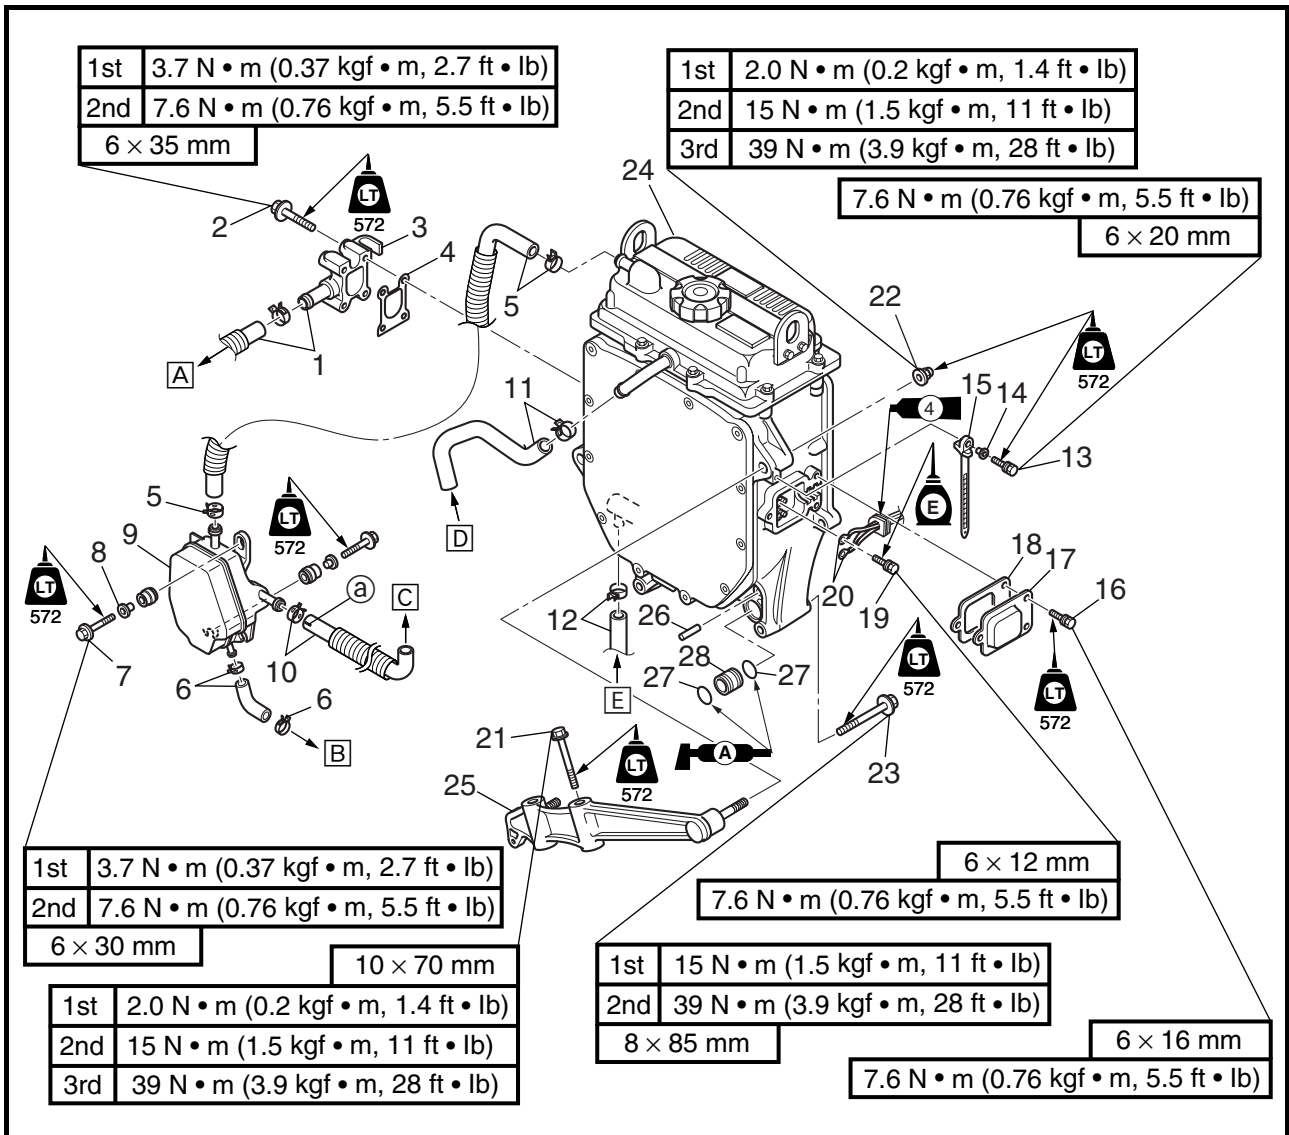 1st 3.7 N • m (0.37 kgf • m, 2.7 ft • lb)
2nd 7.6 N • m (0.76 kgf • m, 5.5 ft • lb)
6 × 35 mm
1st 2.0 N • m (0.2 kgf • m, 1.4 ft • lb)
2nd 15 N • m (1.5 kgf • m, 11 ft • lb)
3rd 39 N • m (3.9 kgf • m, 28 ft • lb)
7.6 N • m (0.76 kgf • m, 5.5 ft • lb)
6 × 20 mm
24
LT
572
2
3
4
5
1
A
22
LT
572
15
14
13
4
11
D
E
5
9
8
LT
572
LT
572
7
a
C
10
6
6
B
12
E
26
28
27
27
A
20
19
18
17
16
LT
572
LT
572
23
21
LT
572
25
1st 3.7 N • m (0.37 kgf • m, 2.7 ft • lb)
2nd 7.6 N • m (0.76 kgf • m, 5.5 ft • lb)
6 × 30 mm
10 × 70 mm
1st 2.0 N • m (0.2 kgf • m, 1.4 ft • lb)
2nd 15 N • m (1.5 kgf • m, 11 ft • lb)
3rd 39 N • m (3.9 kgf • m, 28 ft • lb)
6 × 12 mm
7.6 N • m (0.76 kgf • m, 5.5 ft • lb)
1st 15 N • m (1.5 kgf • m, 11 ft • lb)
2nd 39 N • m (3.9 kgf • m, 28 ft • lb)
8 × 85 mm
6 × 16 mm
7.6 N • m (0.76 kgf • m, 5.5 ft • lb)